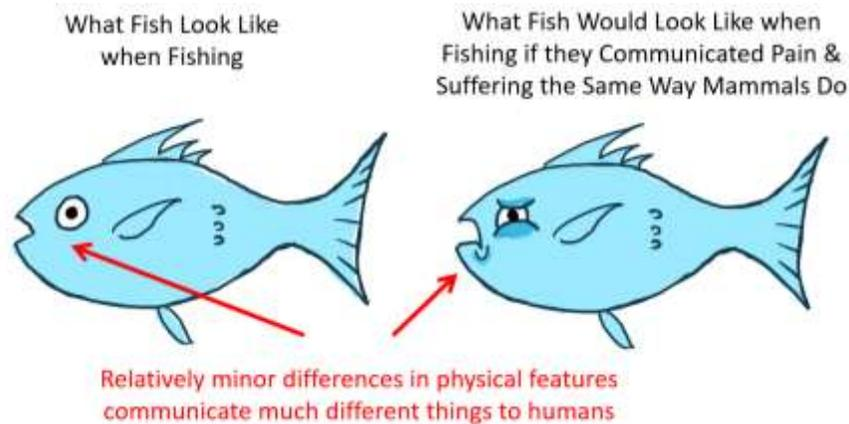 What Fish Look Like
when Fishing
What Fish Would Look Like when
Fishing if they Communicated Pain &
Suffering the Same Way Mammals Do
Relatively minor differences in physical features
communicate much different things to humans